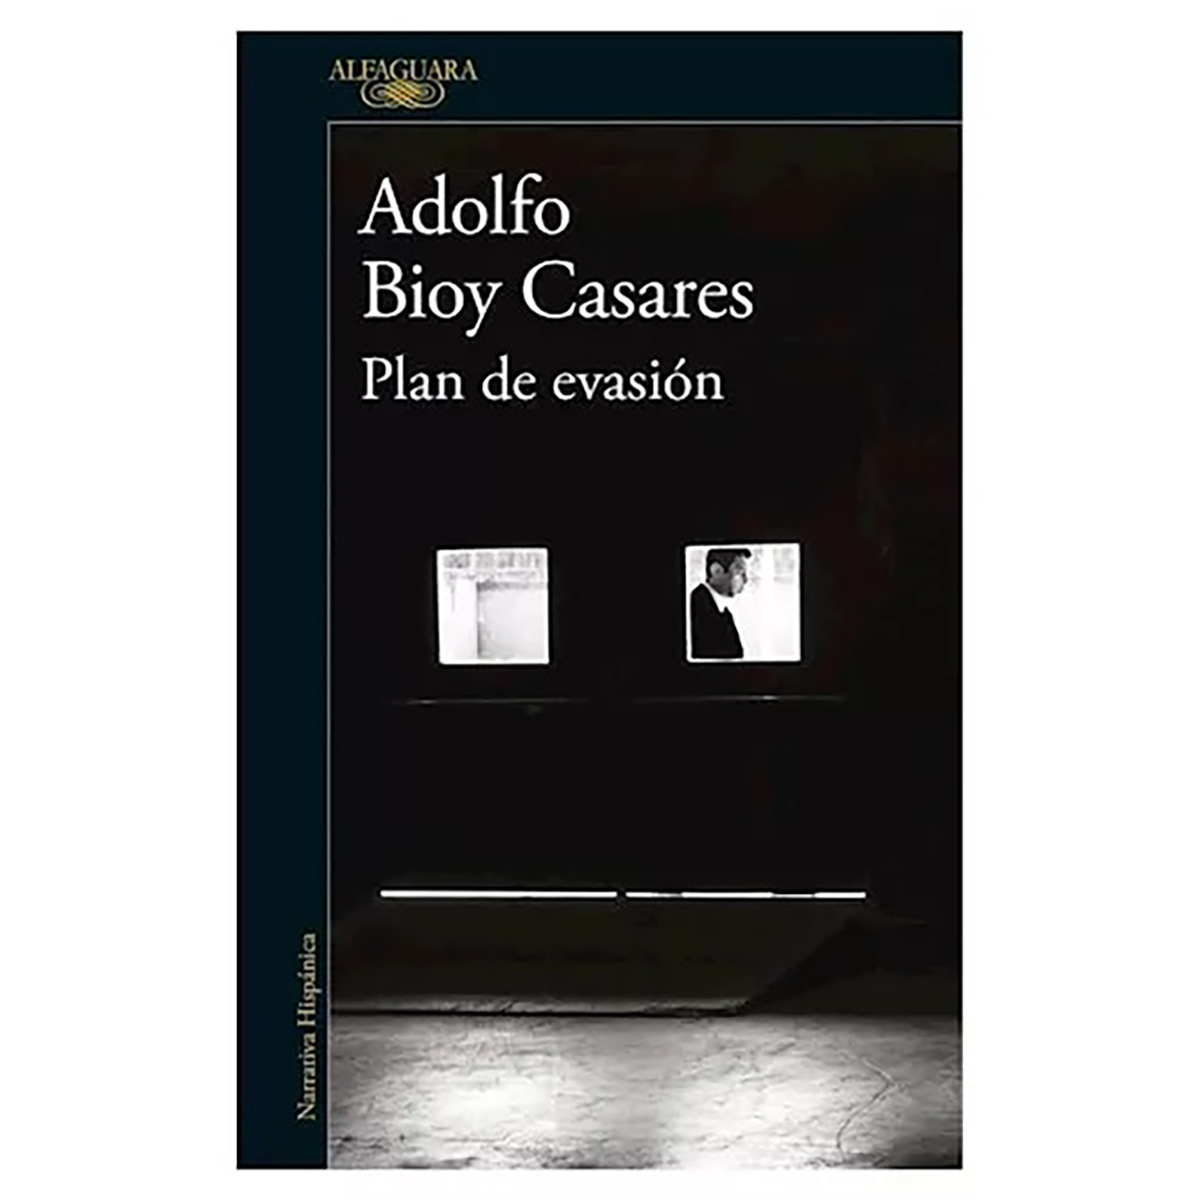 ALFAGUARA
Adolfo
Bioy Casares
Plan de evasión
Narrativa Hispánica